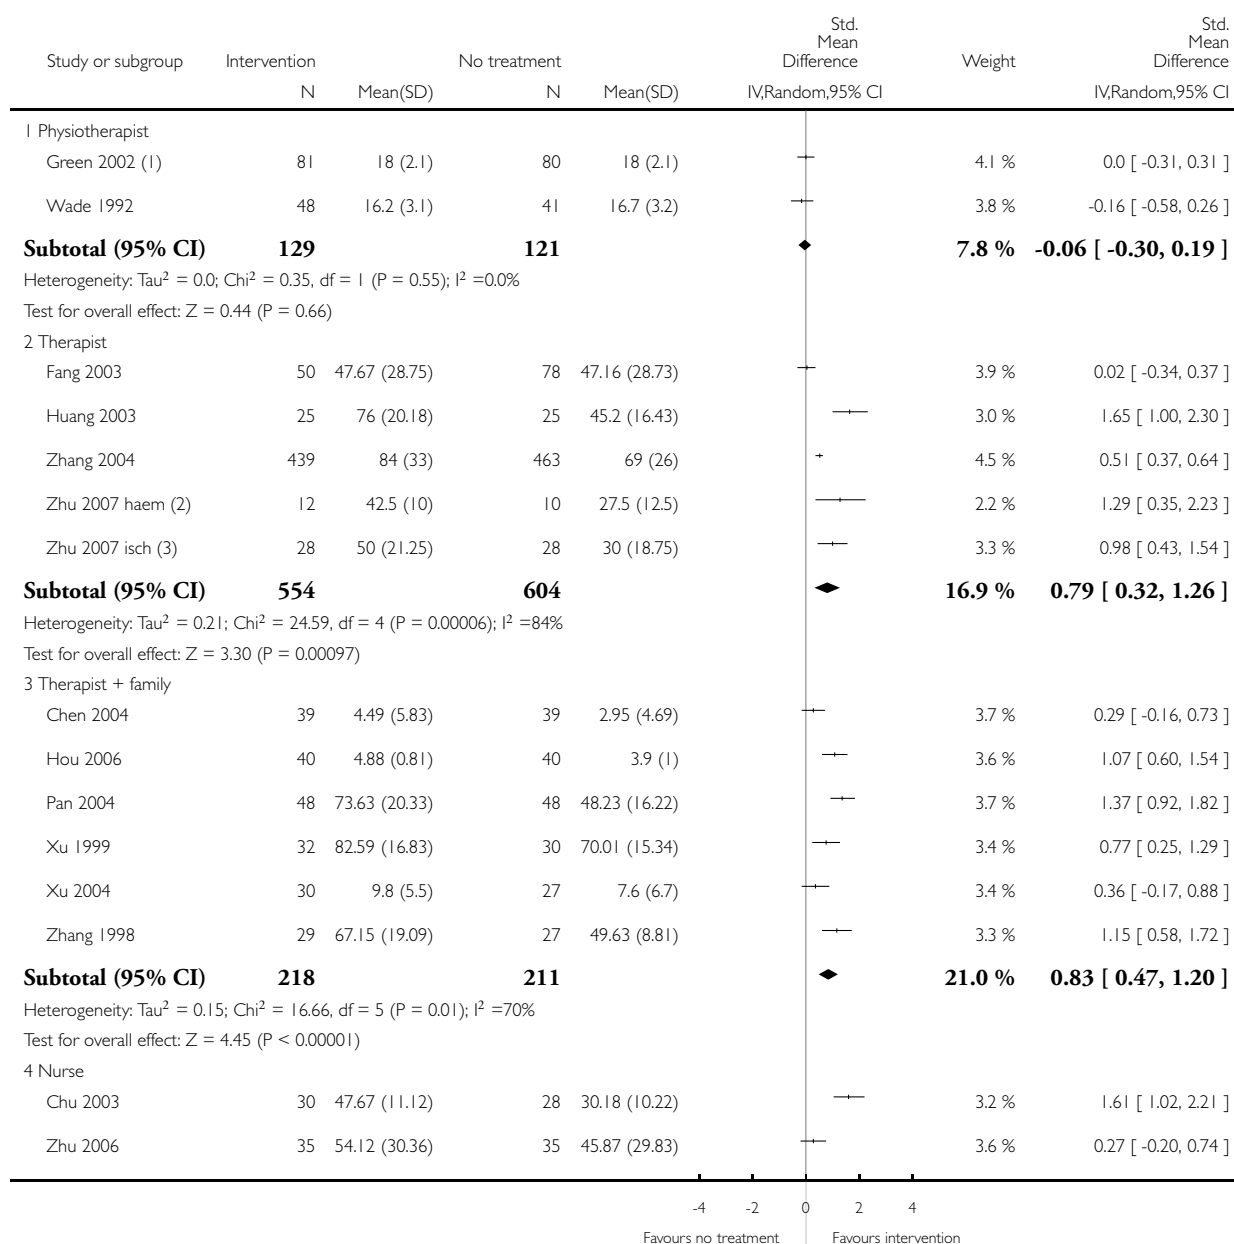 Study or subgroup Intervention No treatment Std. Mean Difference Weight Std. Mean Difference
N Mean(SD) N Mean(SD) IV,Random,95% CI IV,Random,95% CI
1 Physiotherapist
Green 2002 (1) 81 18 (2.1) 80 18 (2.1) 4.1 % 0.0 [ -0.31, 0.31 ]
Wade 1992 48 16.2 (3.1) 41 16.7 (3.2) 3.8 % -0.16 [ -0.58, 0.26 ]
Subtotal (95% CI) 129 121 7.8 % -0.06 [ -0.30, 0.19 ]
Heterogeneity: Tau² = 0.0; Chi² = 0.35, df = 1 (P = 0.55); I² =0.0%
Test for overall effect: Z = 0.44 (P = 0.66)
2 Therapist
Fang 2003 50 47.67 (28.75) 78 47.16 (28.73) 3.9 % 0.02 [ -0.34, 0.37 ]
Huang 2003 25 76 (20.18) 25 45.2 (16.43) 3.0 % 1.65 [ 1.00, 2.30 ]
Zhang 2004 439 84 (33) 463 69 (26) 4.5 % 0.51 [ 0.37, 0.64 ]
Zhu 2007 haem (2) 12 42.5 (10) 10 27.5 (12.5) 2.2 % 1.29 [ 0.35, 2.23 ]
Zhu 2007 isch (3) 28 50 (21.25) 28 30 (18.75) 3.3 % 0.98 [ 0.43, 1.54 ]
Subtotal (95% CI) 554 604 16.9 % 0.79 [ 0.32, 1.26 ]
Heterogeneity: Tau² = 0.21; Chi² = 24.59, df = 4 (P = 0.00006); I² =84%
Test for overall effect: Z = 3.30 (P = 0.00097)
3 Therapist + family
Chen 2004 39 4.49 (5.83) 39 2.95 (4.69) 3.7 % 0.29 [ -0.16, 0.73 ]
Hou 2006 40 4.88 (0.81) 40 3.9 (1) 3.6 % 1.07 [ 0.60, 1.54 ]
Pan 2004 48 73.63 (20.33) 48 48.23 (16.22) 3.7 % 1.37 [ 0.92, 1.82 ]
Xu 1999 32 82.59 (16.83) 30 70.01 (15.34) 3.4 % 0.77 [ 0.25, 1.29 ]
Xu 2004 30 9.8 (5.5) 27 7.6 (6.7) 3.4 % 0.36 [ -0.17, 0.88 ]
Zhang 1998 29 67.15 (19.09) 27 49.63 (8.81) 3.3 % 1.15 [ 0.58, 1.72 ]
Subtotal (95% CI) 218 211 21.0 % 0.83 [ 0.47, 1.20 ]
Heterogeneity: Tau² = 0.15; Chi² = 16.66, df = 5 (P = 0.01); I² =70%
Test for overall effect: Z = 4.45 (P < 0.00001)
4 Nurse
Chu 2003 30 47.67 (11.12) 28 30.18 (10.22) 3.2 % 1.61 [ 1.02, 2.21 ]
Zhu 2006 35 54.12 (30.36) 35 45.87 (29.83) 3.6 % 0.27 [ -0.20, 0.74 ]
-4 -2 0 2 4
Favours no treatment Favours intervention